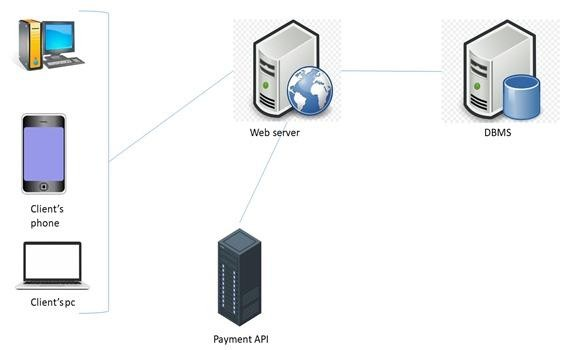 Web server
DBMS
Client's
phone
Client's pc
Payment API